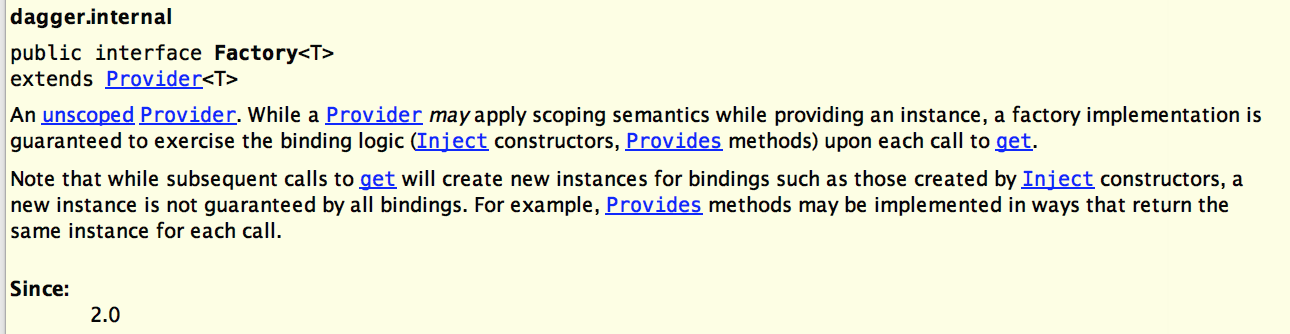 dagger.internal
public interface Factory<T>
extends Provider<T>
An unscoped Provider. While a Provider may apply scoping semantics while providing an instance, a factory implementation is
guaranteed to exercise the binding logic (Inject constructors, Provides methods) upon each call to get.
Note that while subsequent calls to get will create new instances for bindings such as those created by Inject constructors, a
new instance is not guaranteed by all bindings. For example, Provides methods may be implemented in ways that return the
same instance for each call.
Since:
2.0